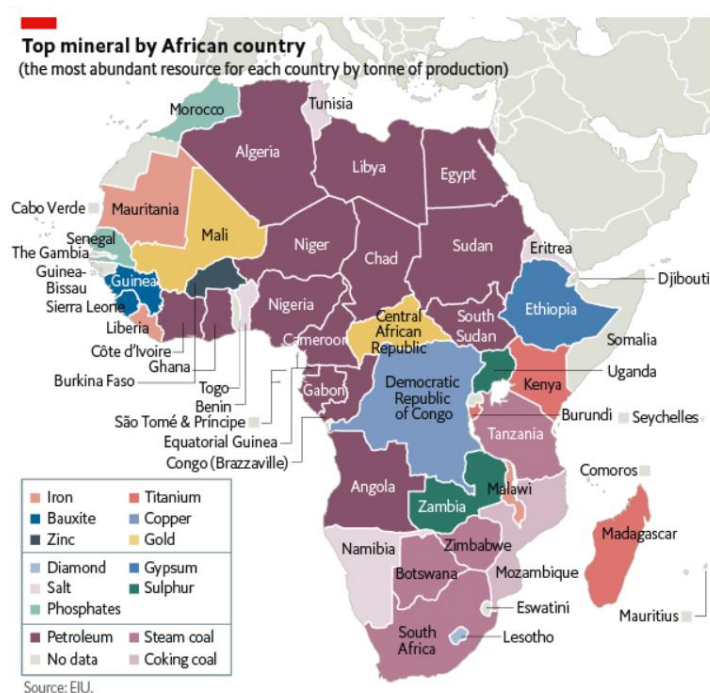 Top mineral by African country
(the most abundant resource for each country by tonne of production)
Morocco
Tunisia
Algeria
Libya
Egypt
Cabo Verde
Mauritania
Mali
Niger
Chad
Sudan
Eritrea
Senegal
The Gambia
Guinea-
Bissau
Guinea
Sierra Leone
Liberia
Côte d'Ivoire
Ghana
Burkina Faso
Togo
Benin
Nigeria
Cameroon
Central
African
Republic
South
Sudan
Ethiopia
Djibouti
Somalia
Uganda
Kenya
São Tomé & Príncipe
Equatorial Guinea
Congo (Brazzaville)
Gabon
Democratic
Republic
of Congo
Burundi
Seychelles
Tanzania
Comoros
Angola
Zambia
Malawi
Madagascar
Namibia
Zimbabwe
Botswana
Mozambique
Mauritius
Eswatini
South
Africa
Lesotho
Iron
Titanium
Bauxite
Copper
Zinc
Gold
Diamond
Gypsum
Salt
Sulphur
Phosphates
Petroleum
Steam coal
No data
Coking coal
Source: EIU.